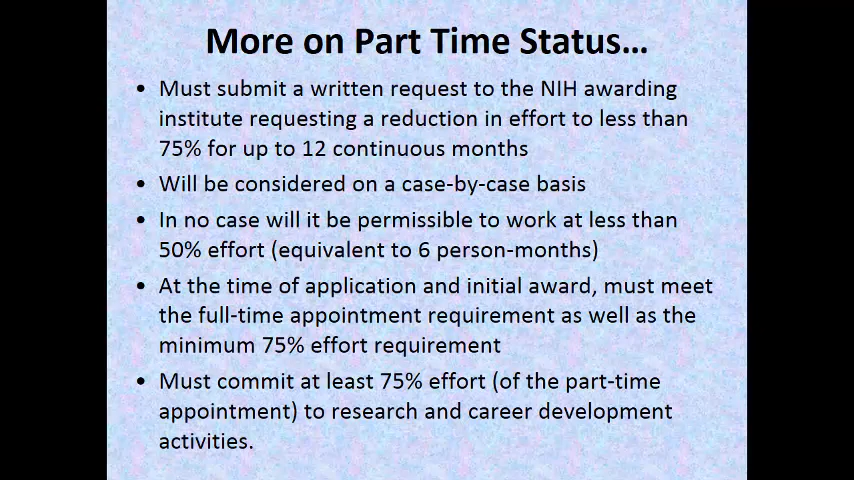 More on Part Time Status…
• Must submit a written request to the NIH awarding
institute requesting a reduction in effort to less than
75% for up to 12 continuous months
• Will be considered on a case-by-case basis
• In no case will it be permissible to work at less than
50% effort (equivalent to 6 person-months)
• At the time of application and initial award, must meet
the full-time appointment requirement as well as the
minimum 75% effort requirement
• Must commit at least 75% effort (of the part-time
appointment) to research and career development
activities.